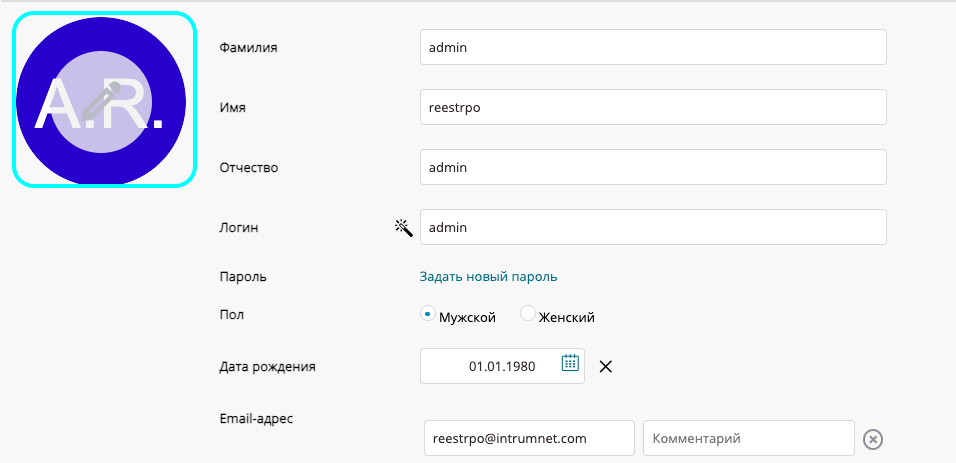 A.R.
Фамилия admin
Имя reestrpo
Отчество admin
Логин admin
Пароль Задать новый пароль
Пол Мужской Женский
Дата рождения 01.01.1980
Email-адрес
reestrpo@intrumnet.com Комментарий